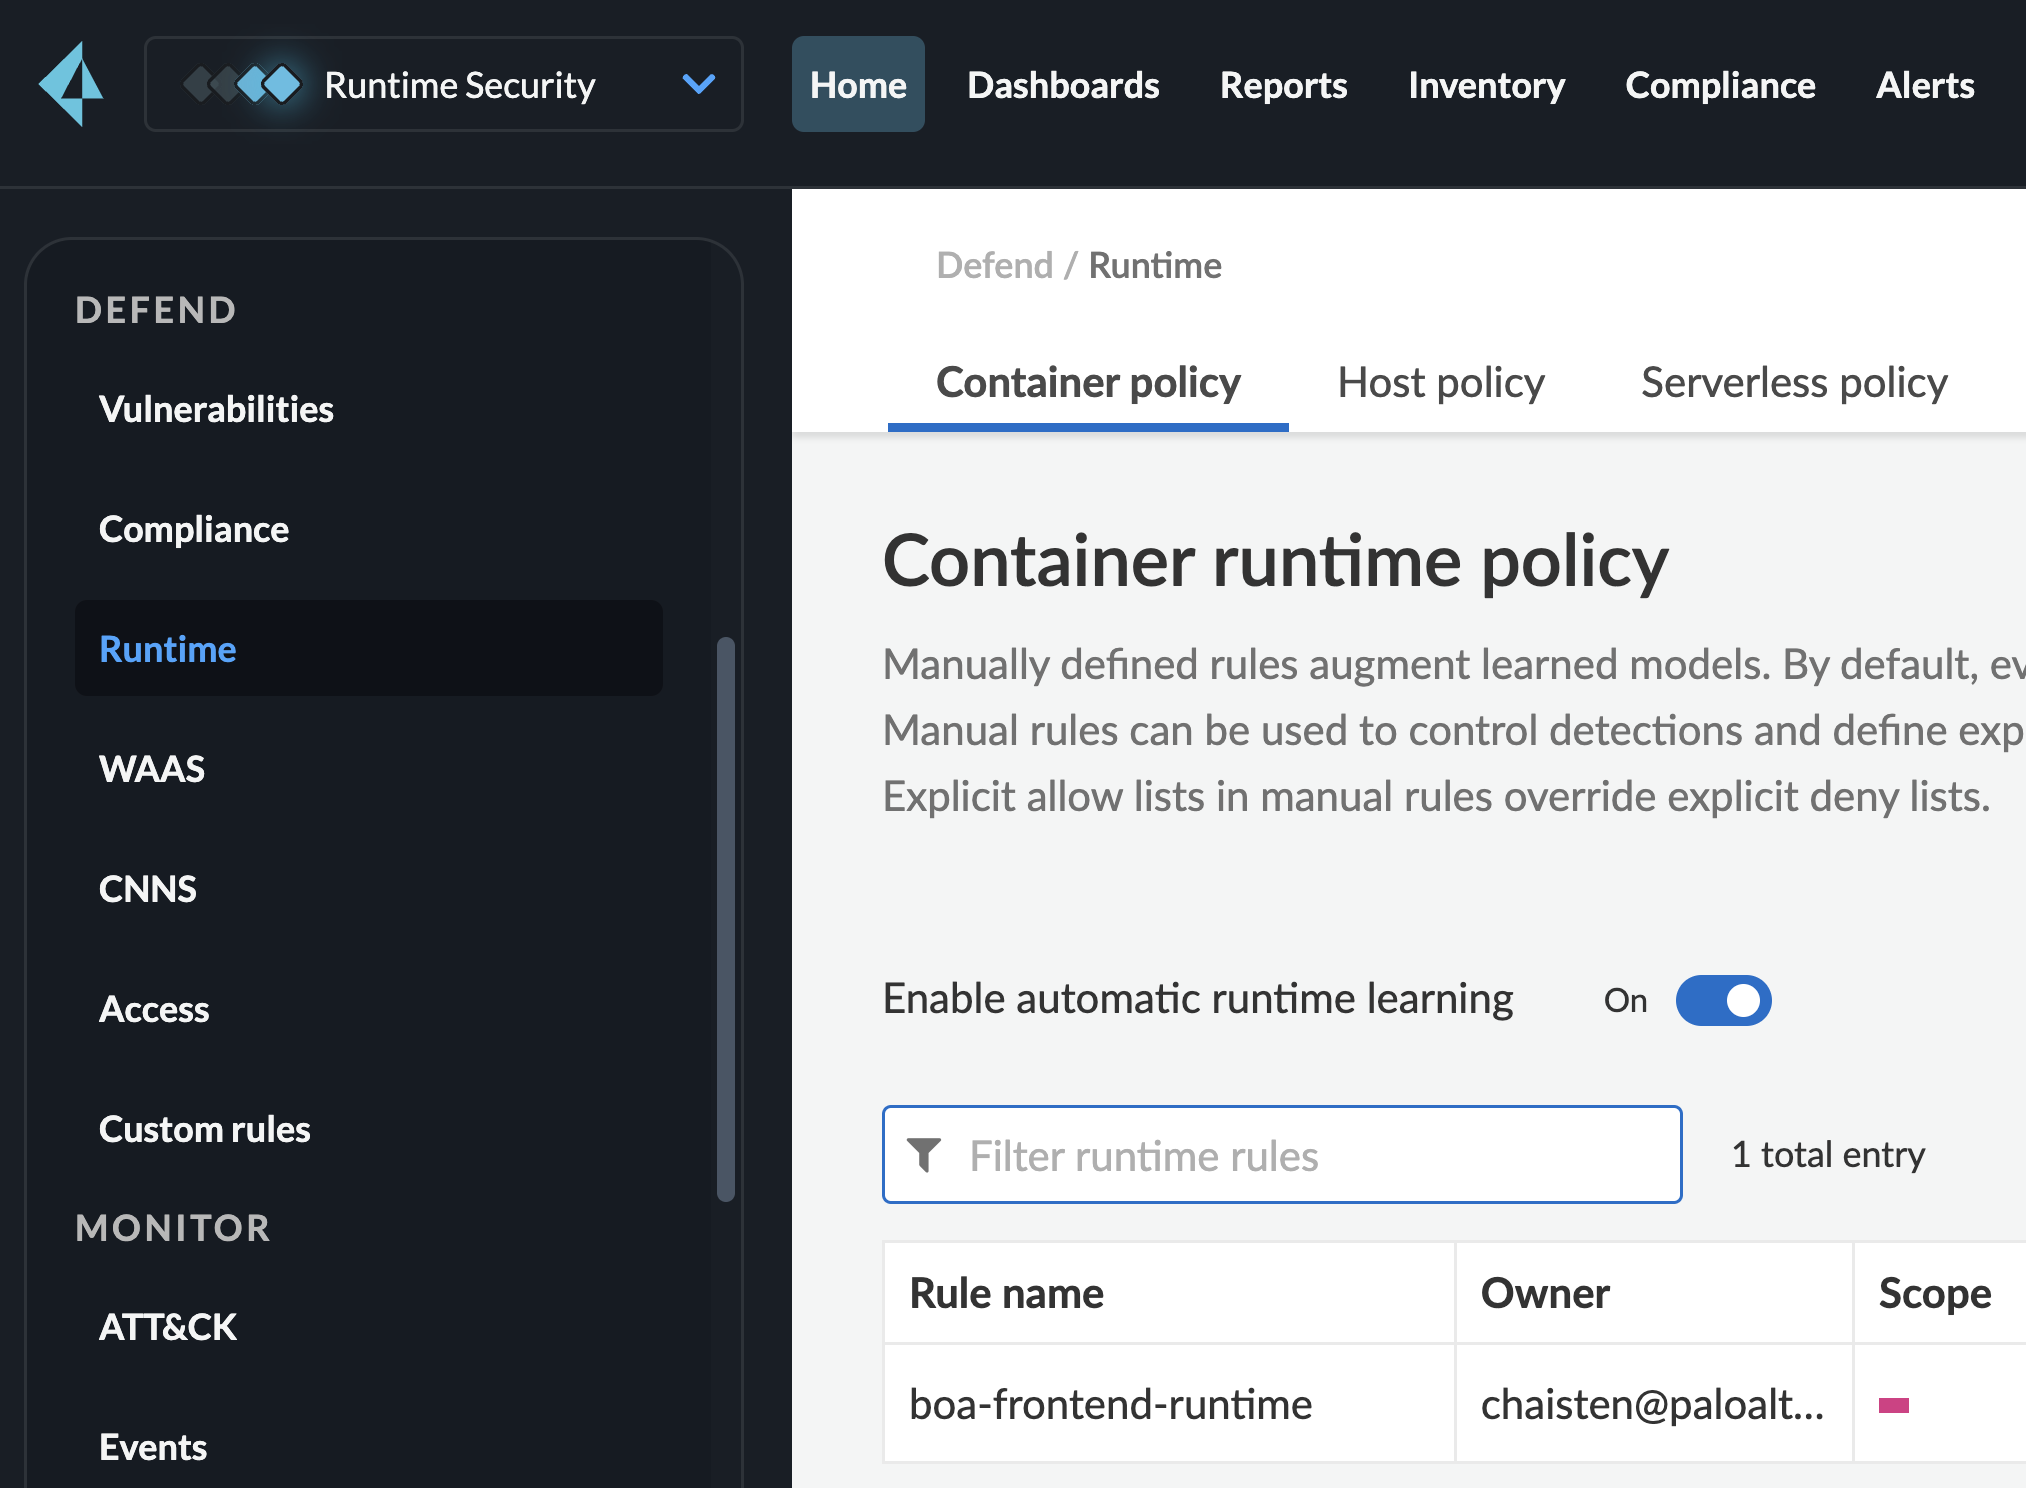 Runtime Security
Home Dashboards Reports Inventory Compliance Alerts
DEFEND
Vulnerabilities
Compliance
Runtime
WAAS
CNNS
Access
Custom rules
MONITOR
ATT&CK
Events
Defend / Runtime
Container policy Host policy Serverless policy
Container runtime policy
Manually defined rules augment learned models. By default, ev
Manual rules can be used to control detections and define exp
Explicit allow lists in manual rules override explicit deny lists.
Enable automatic runtime learning On
Filter runtime rules 1 total entry
Rule name Owner Scope
boa-frontend-runtime chaisten@paloalt...